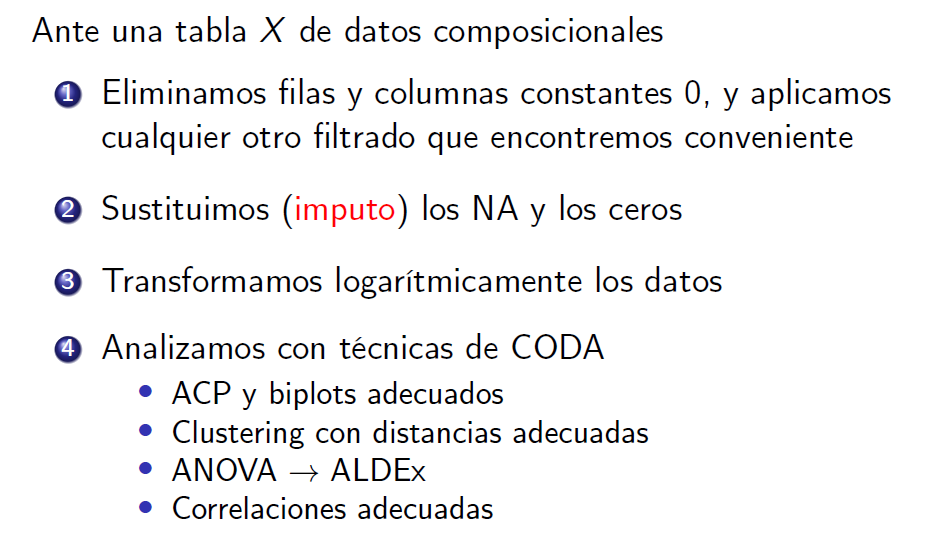 Ante una tabla X de datos composicionales
1 Eliminamos filas y columnas constantes 0, y aplicamos
cualquier otro filtrado que encontremos conveniente
2 Sustituimos (imputo) los NA y los ceros
3 Transformamos logarítmicamente los datos
4 Analizamos con técnicas de CODA
• ACP y biplots adecuados
• Clustering con distancias adecuadas
• ANOVA → ALDEx
• Correlaciones adecuadas